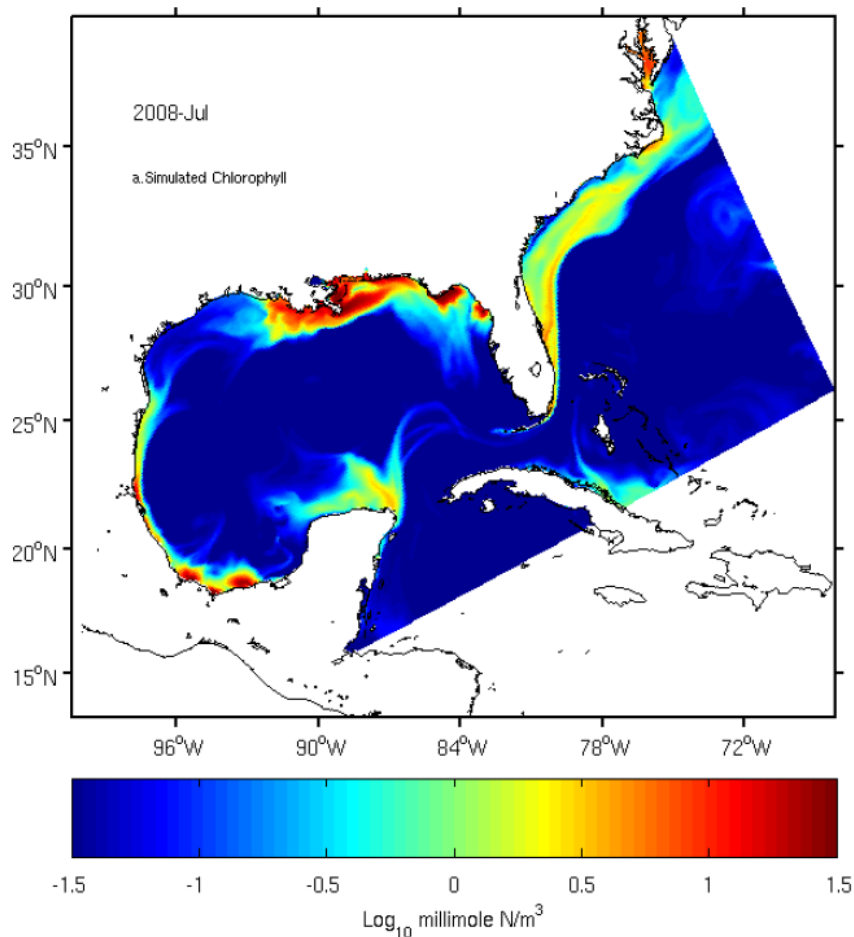 2008-Jul
a.Simulated Chlorophyll
35°N
30°N
25°N
20°N
15°N
96°W 90°W 84°W 78°W 72°W
-1.5 -1 -0.5 0 0.5 1 1.5
Log₁₀ millimole N/m³